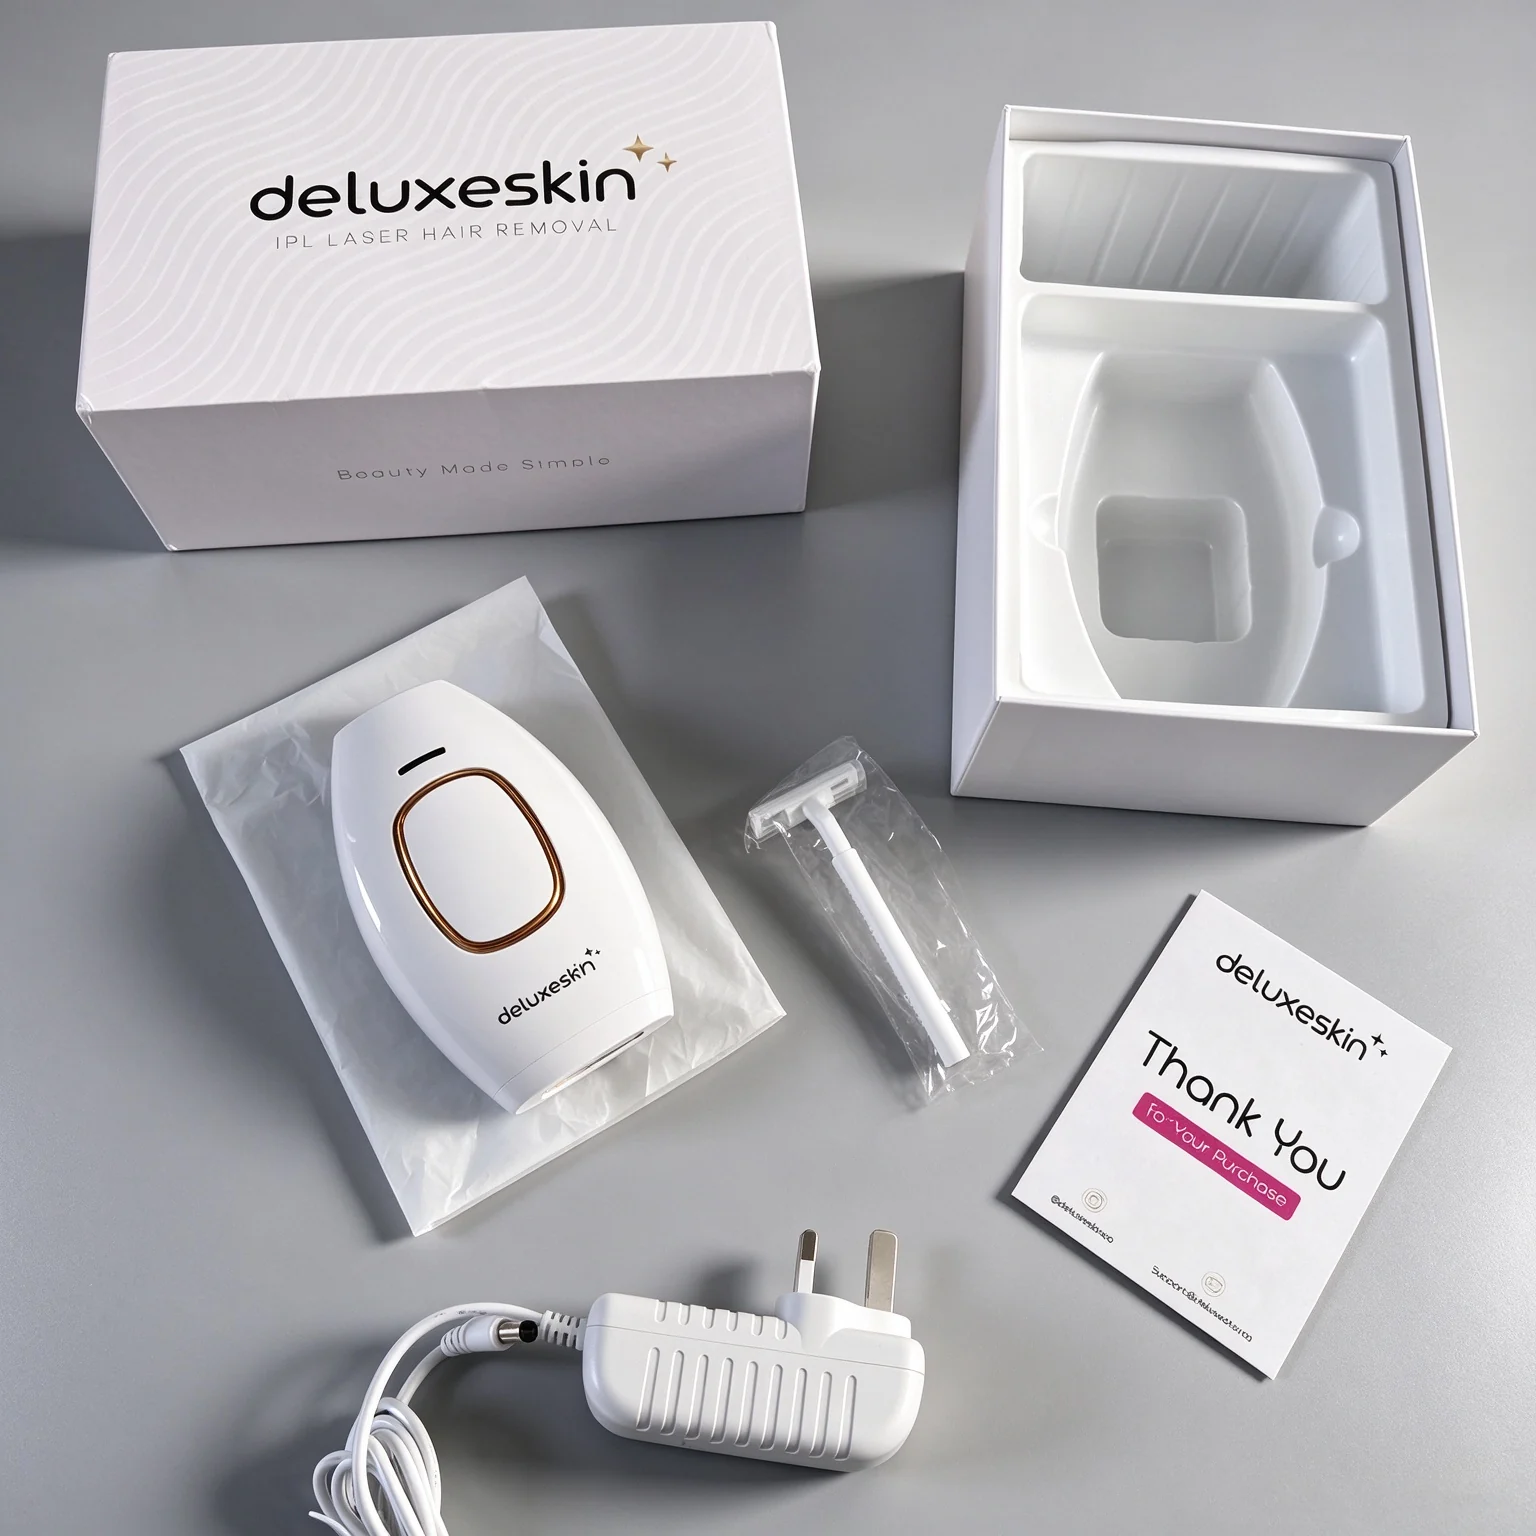 deluxeskin
IPL LASER HAIR REMOVAL
Beauty Made Simple
deluxeskin
deluxeskin
Thank You
For Your Purchase